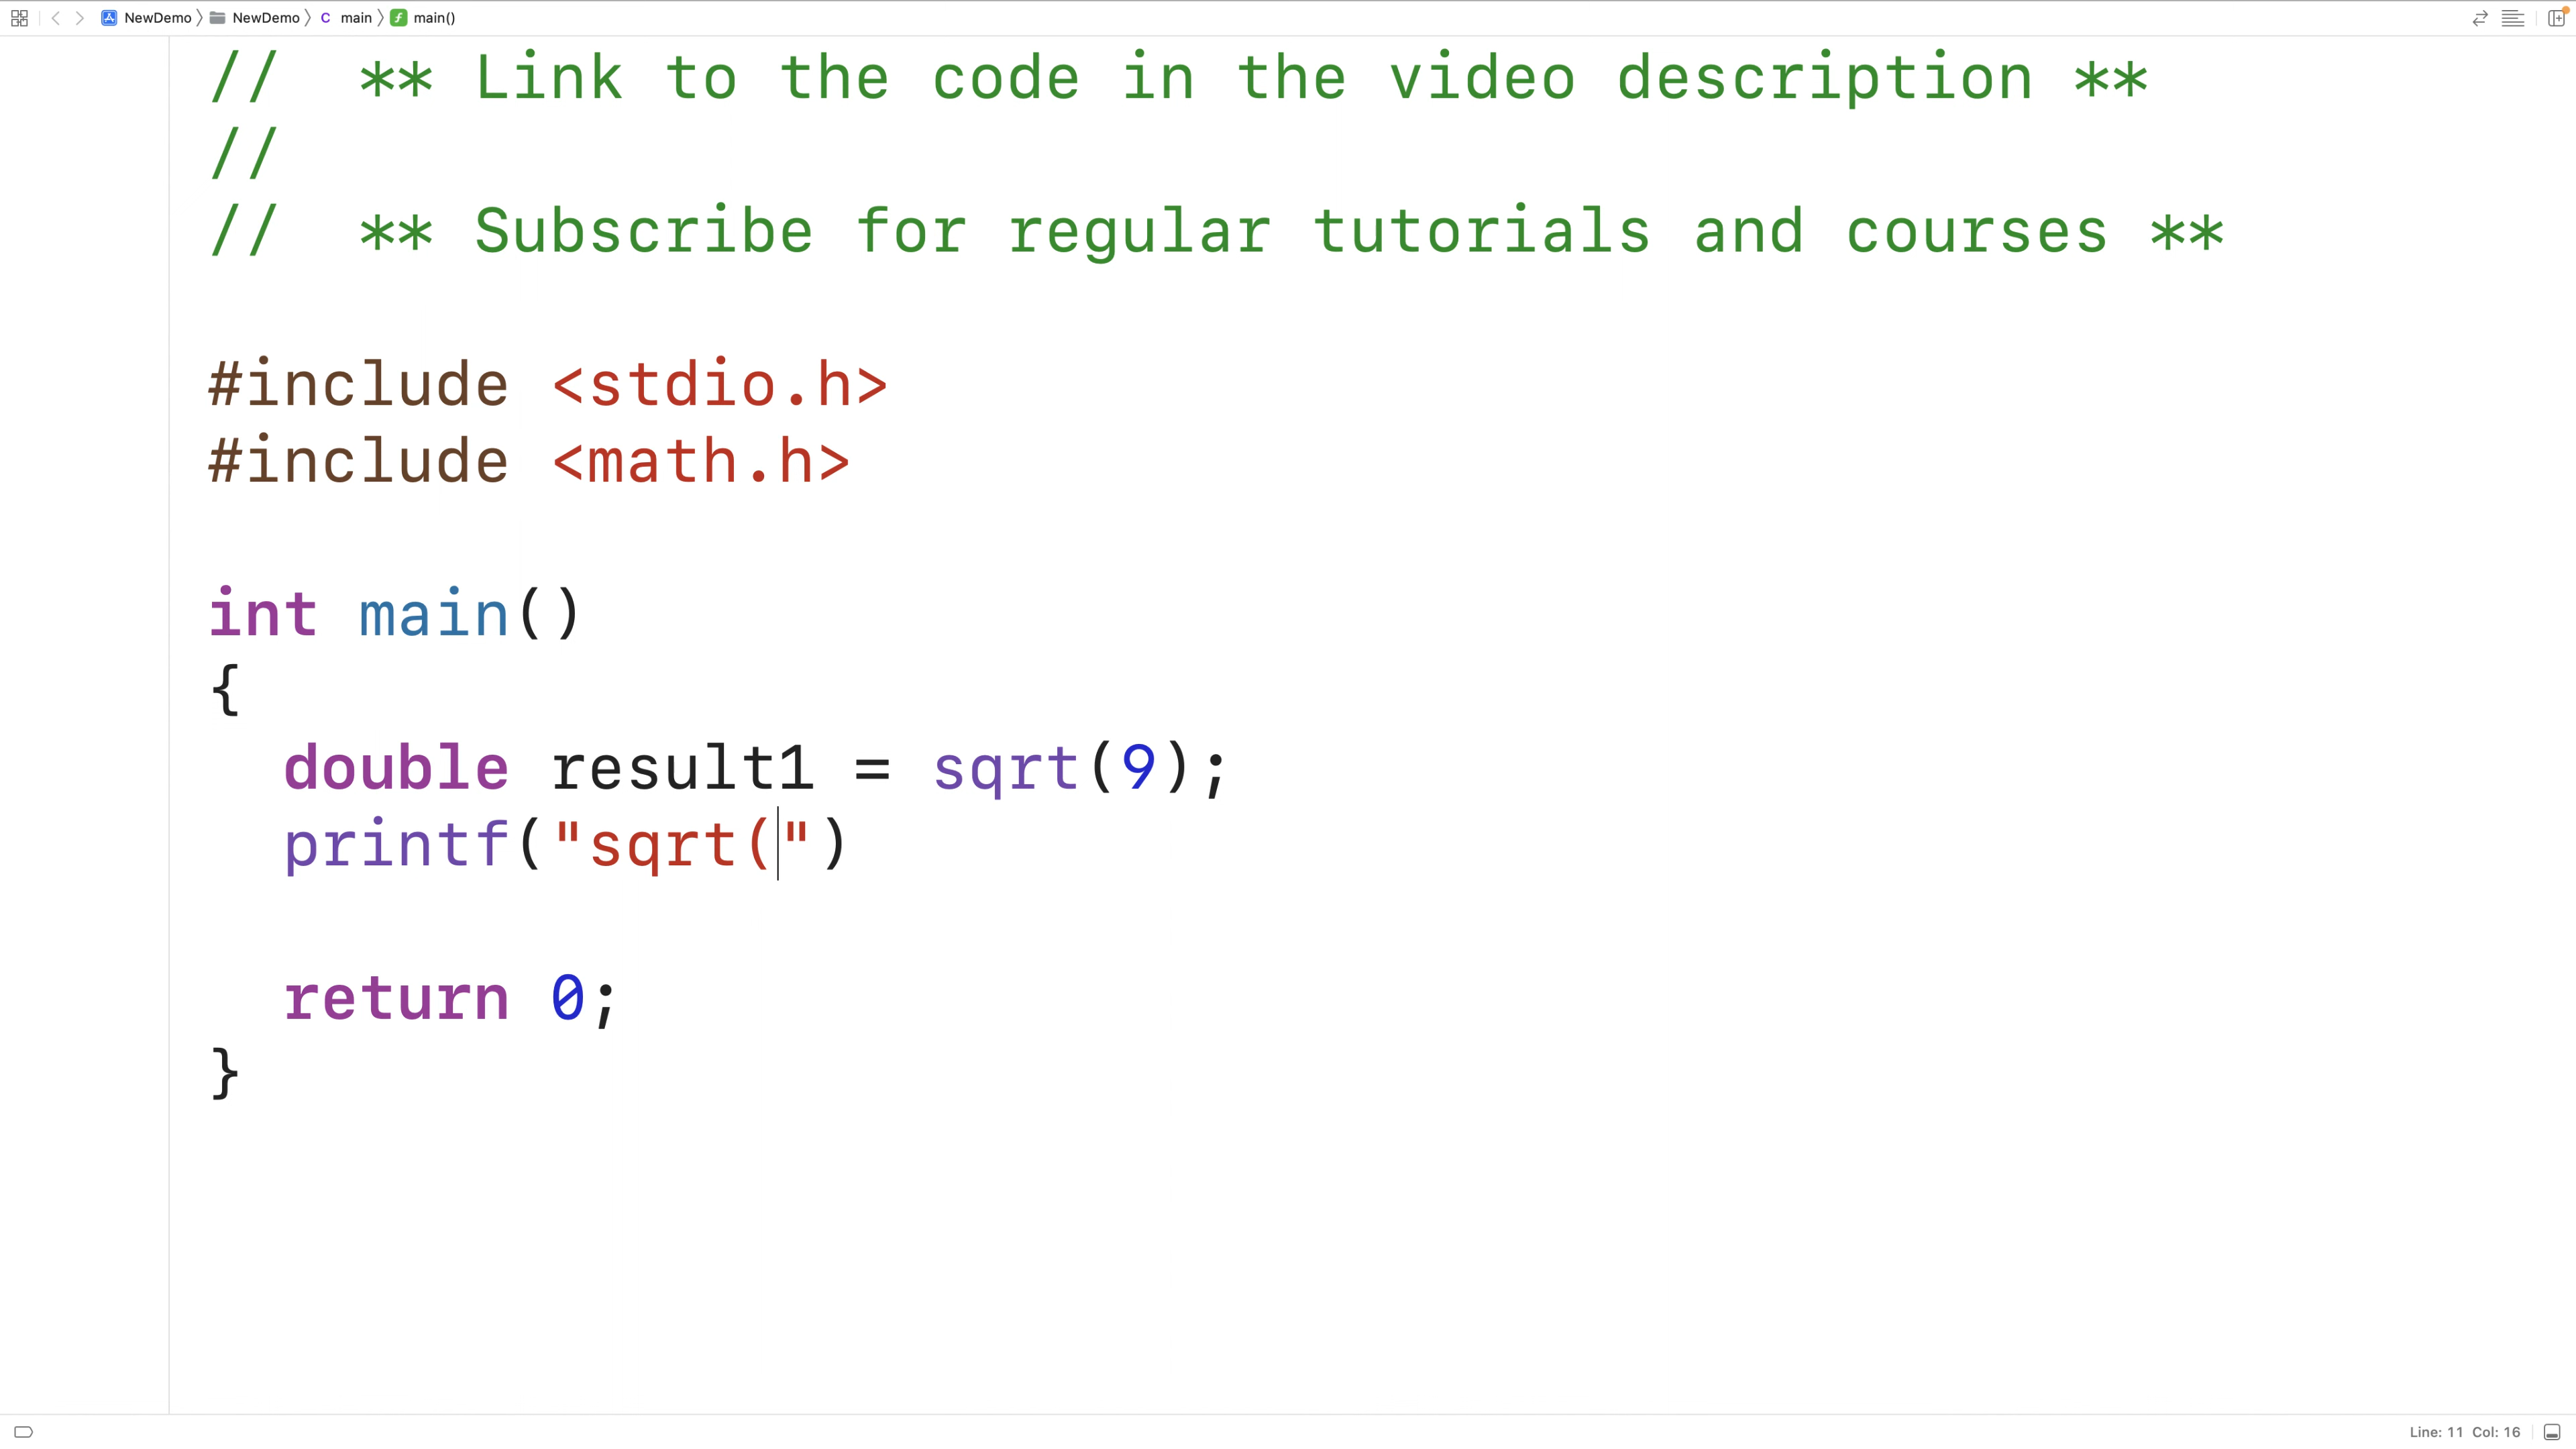 NewDemo 〉 NewDemo 〉 C main 〉 f main()
//  ** Link to the code in the video description **
//
//  ** Subscribe for regular tutorials and courses **
#include <stdio.h>
#include <math.h>
int main()
{
  double result1 = sqrt(9);
  printf("sqrt(")
  return 0;
}
Line: 11 Col: 16